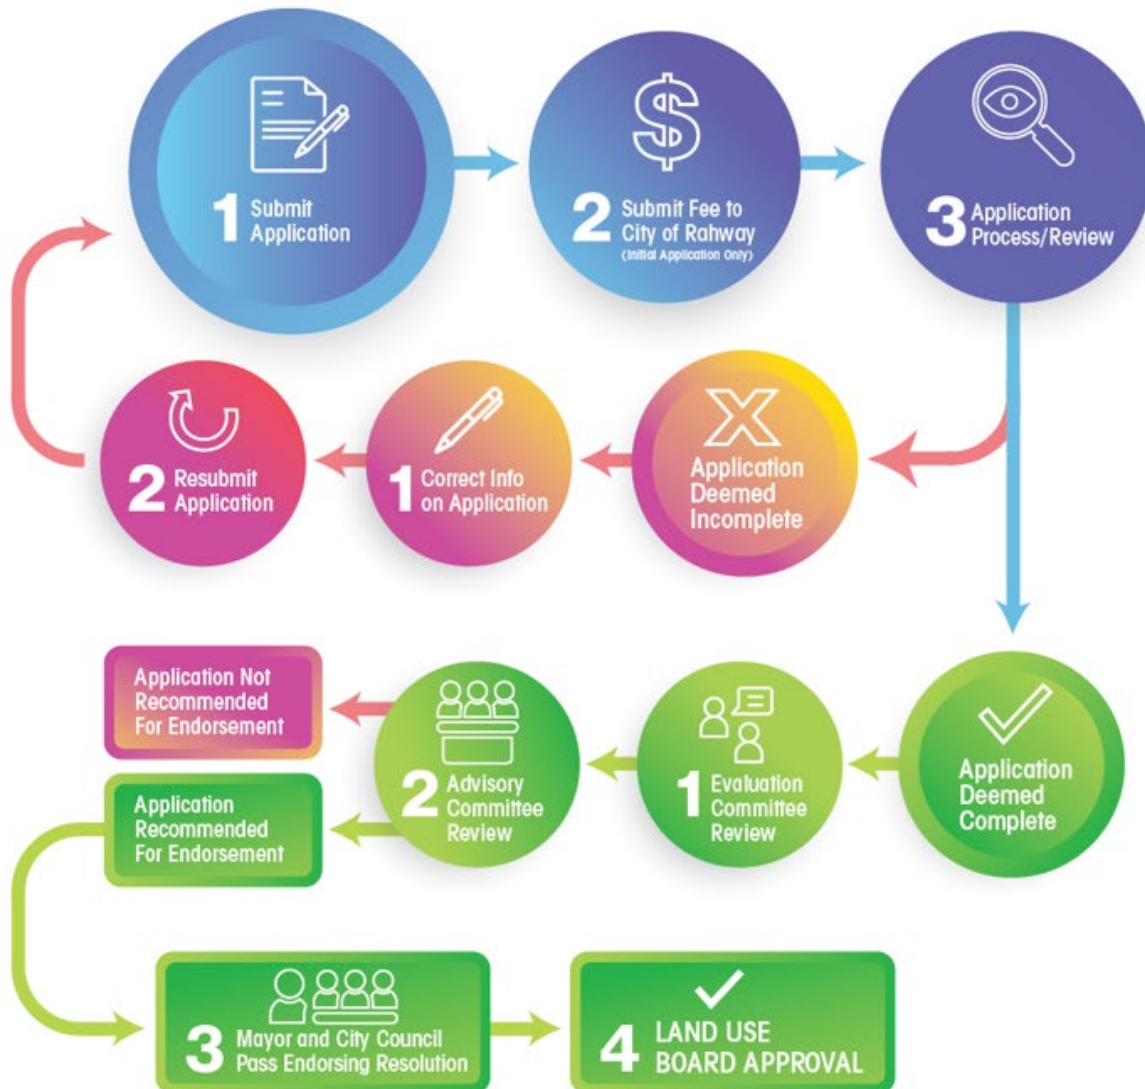 1 Submit
Application
2 Submit Fee to
City of Rahway
(Initial Application Only)
3 Application
Process/Review
2 Resubmit
Application
1 Correct Info
on Application
X
Application
Deemed
Incomplete
Application Not
Recommended
For Endorsement
Application
Recommended
For Endorsement
2 Advisory
Committee
Review
1 Evaluation
Committee
Review
Application
Deemed
Complete
3 Mayor and City Council
Pass Endorsing Resolution
4 LAND USE
BOARD APPROVAL